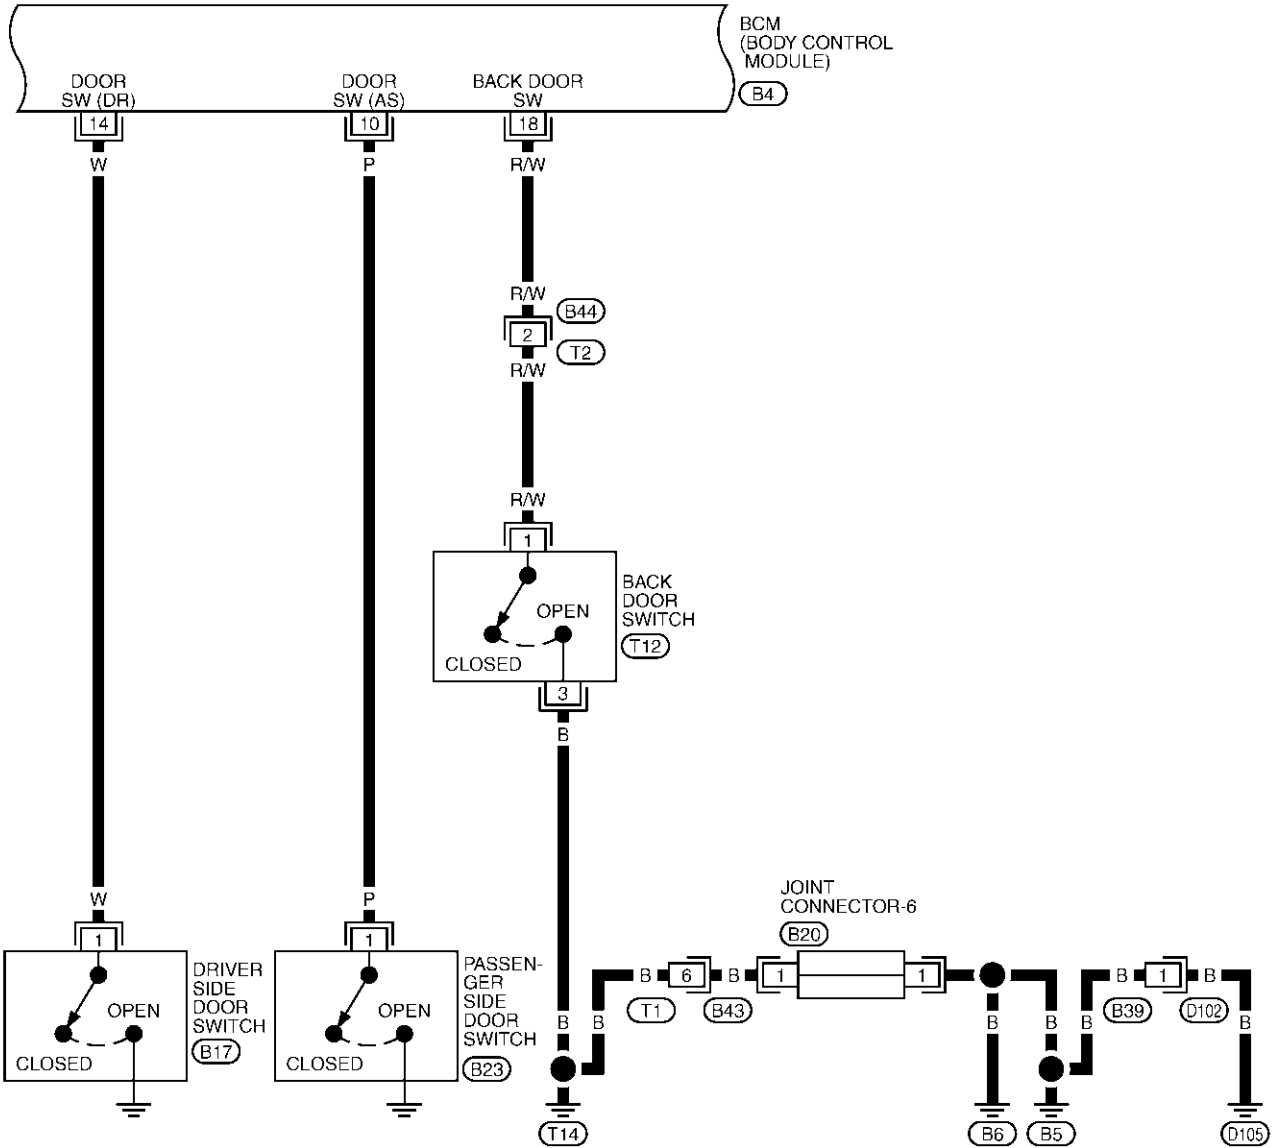 BCM
(BODY CONTROL
MODULE)
B4
DOOR
SW (DR)
DOOR
SW (AS)
BACK DOOR
SW
14
10
18
W
P
R/W
R/W
B44
2
T2
R/W
R/W
1
BACK
DOOR
SWITCH
T12
OPEN
CLOSED
3
B
W
P
1
DRIVER
SIDE
DOOR
SWITCH
B17
OPEN
CLOSED
1
PASSEN-
GER
SIDE
DOOR
SWITCH
B23
OPEN
CLOSED
JOINT
CONNECTOR-6
B20
B
6
B
1
1
B
1
B
T1
B43
B39
D102
B
B
B
B
B
B
T14
B6
B5
D105